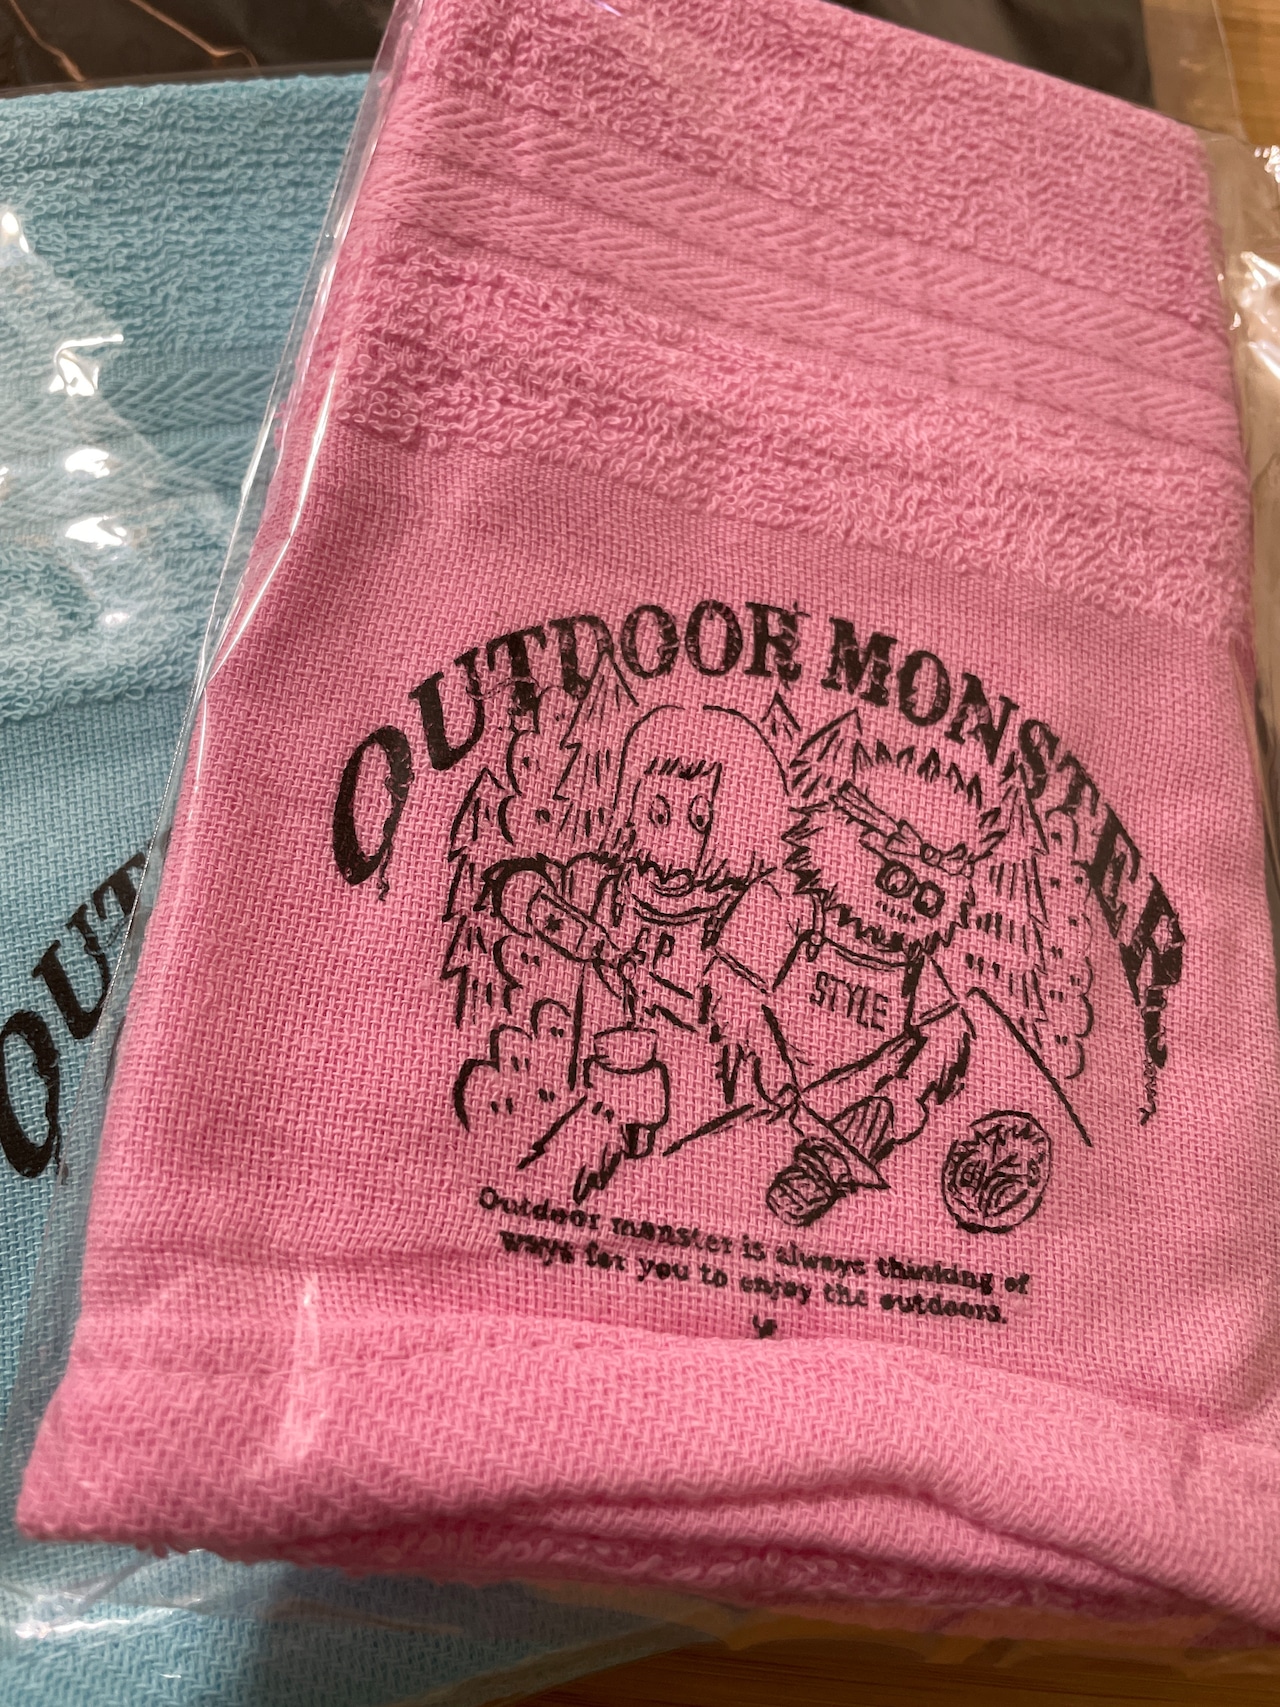 OUTDOOR MONSTER
STYLE
Outdoor monster is always thinking of
ways for you to enjoy the outdoors.
OUT